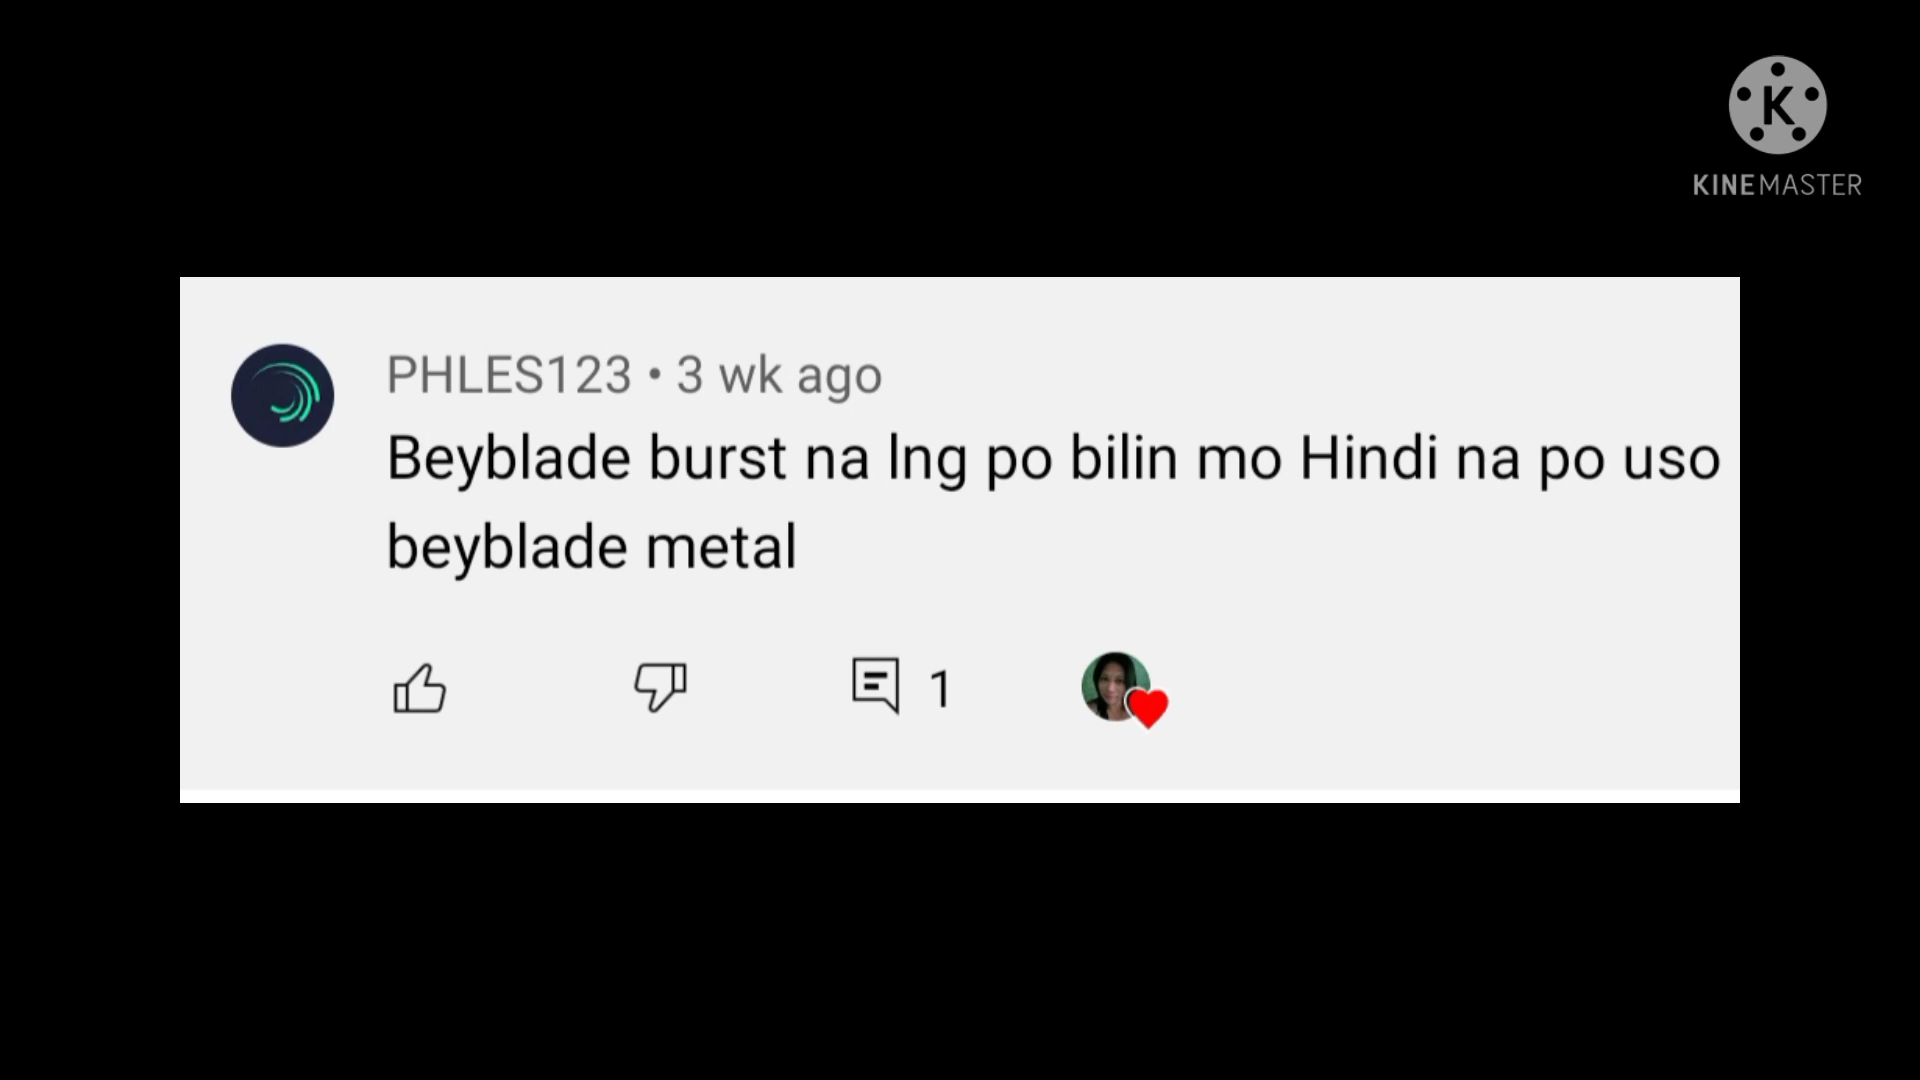 K
KINEMASTER
PHLES123 • 3 wk ago
Beyblade burst na lng po bilin mo Hindi na po uso
beyblade metal
1